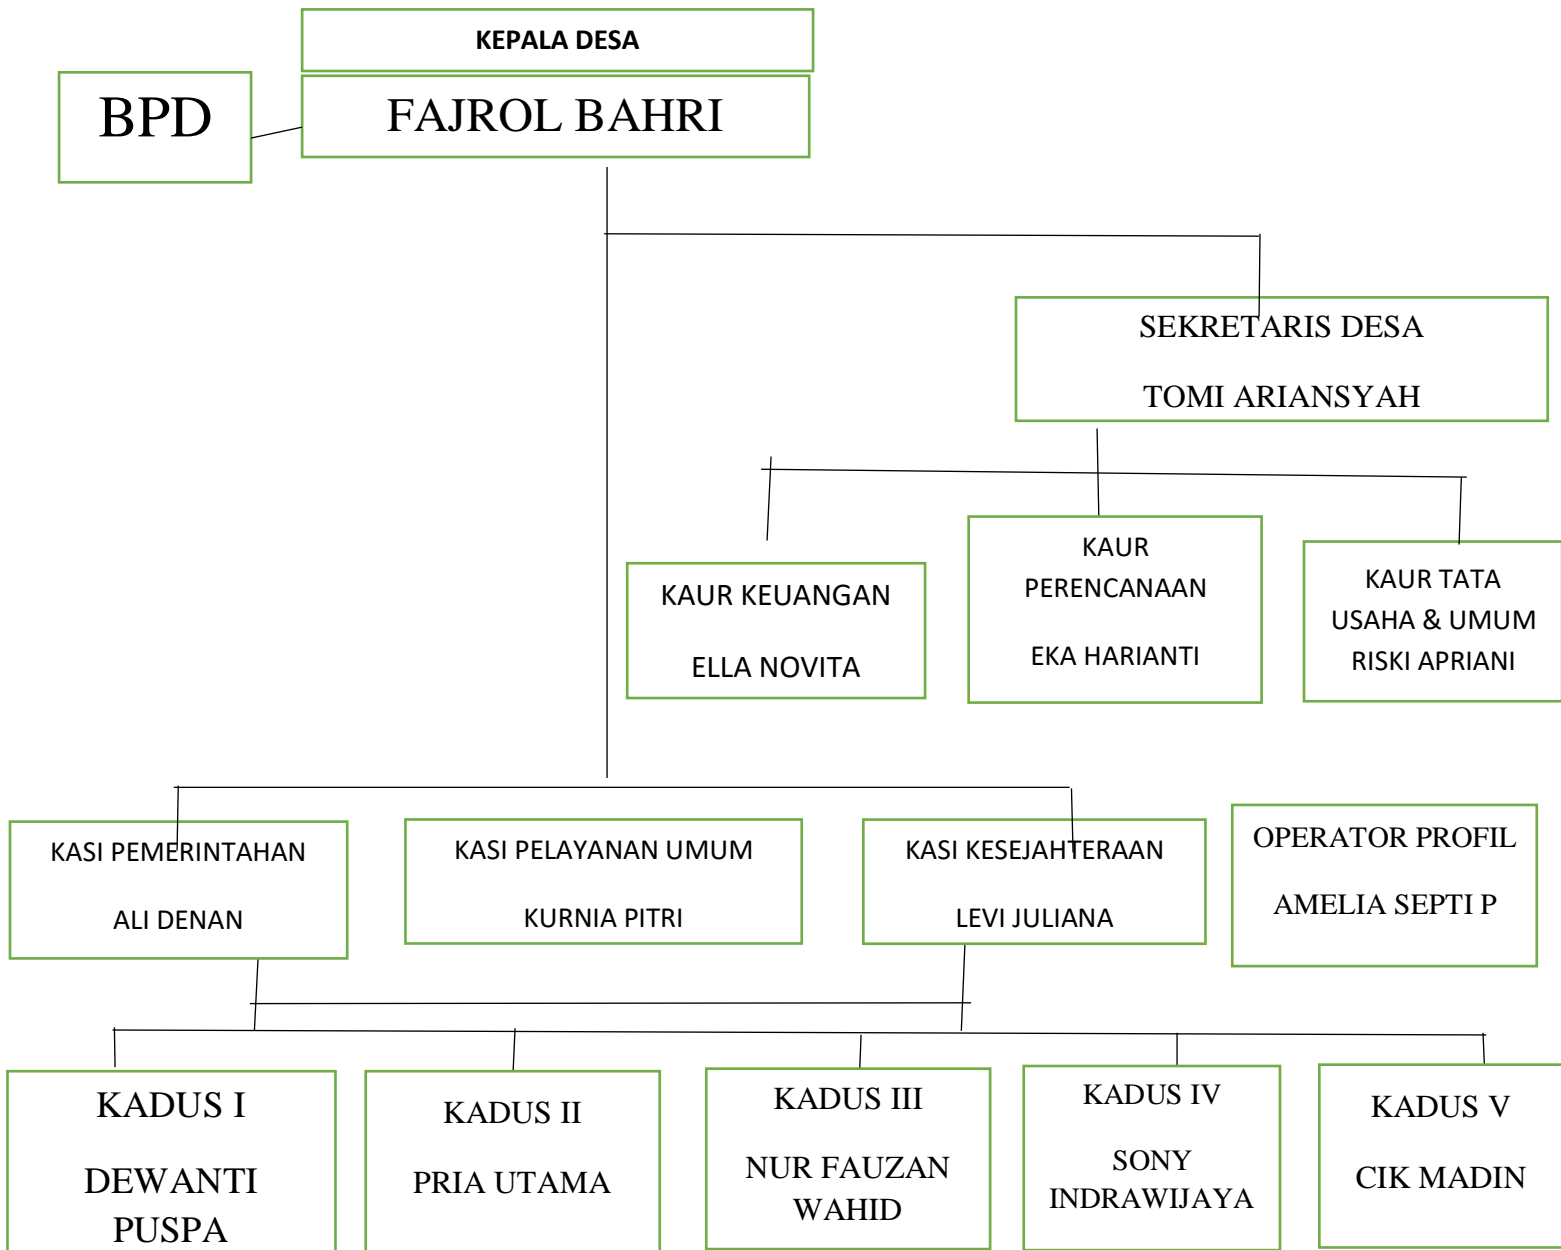 KEPALA DESA
BPD
FAJROL BAHRI
SEKRETARIS DESA
TOMI ARIANSYAH
KAUR KEUANGAN
ELLA NOVITA
KAUR
PERENCANAAN
EKA HARIANTI
KAUR TATA
USAHA & UMUM
RISKI APRIANI
KASI PEMERINTAHAN
ALI DENAN
KASI PELAYANAN UMUM
KURNIA PITRI
KASI KESEJAHTERAAN
LEVI JULIANA
OPERATOR PROFIL
AMELIA SEPTI P
KADUS I
DEWANTI
PUSPA
KADUS II
PRIA UTAMA
KADUS III
NUR FAUZAN
WAHID
KADUS IV
SONY
INDRAWIJAYA
KADUS V
CIK MADIN